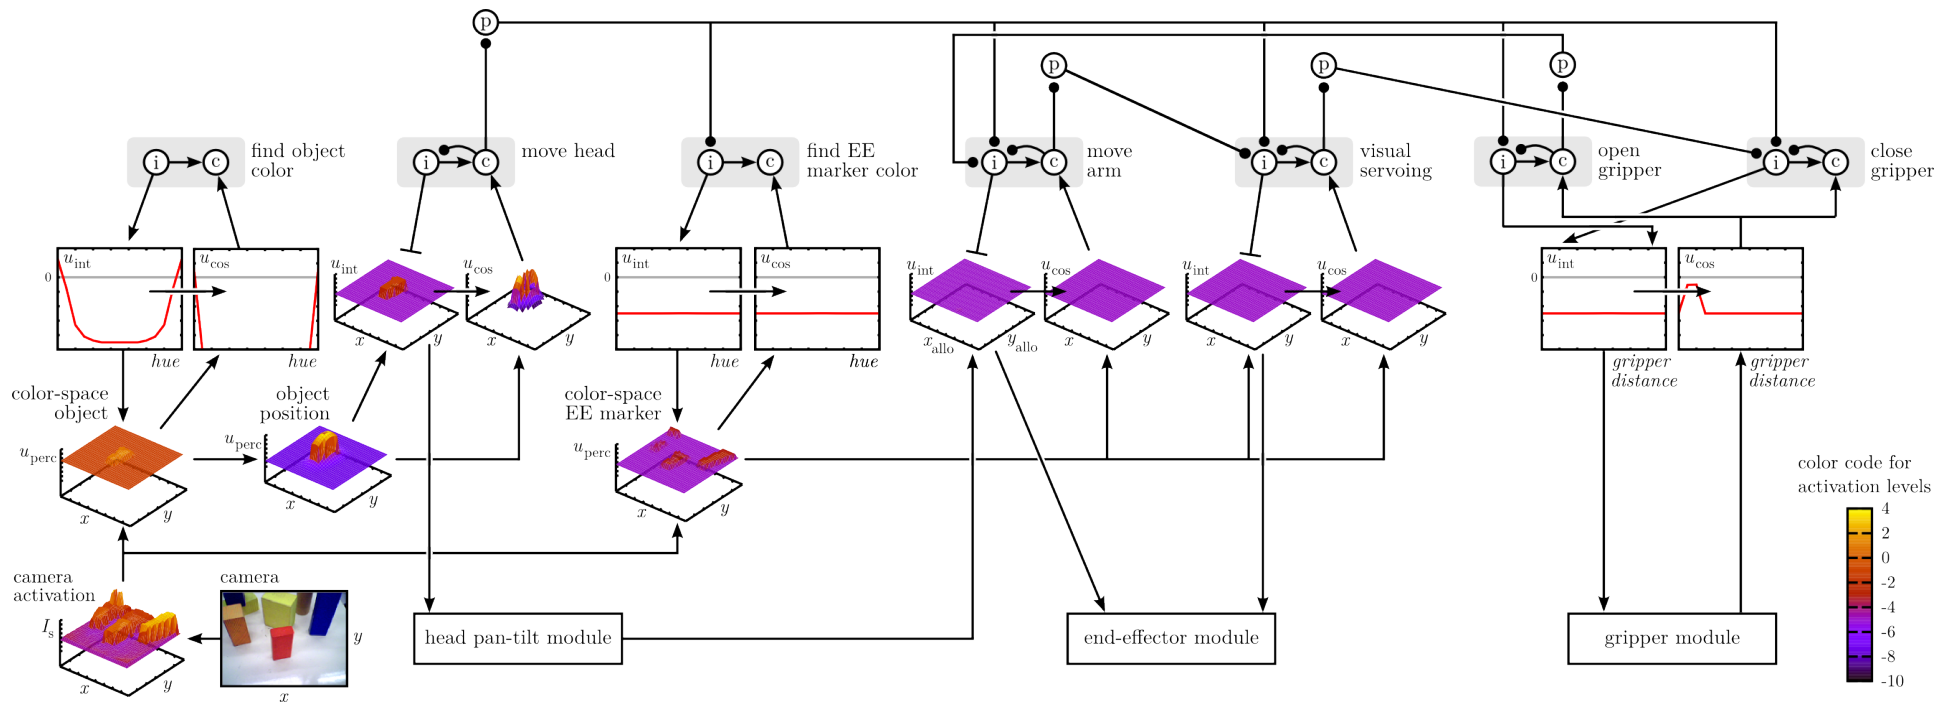 p
p
p
p
i
c
find object
color
i
c
move head
i
c
find EE
marker color
i
c
move
arm
i
c
visual
servoing
i
c
open
gripper
i
c
close
gripper
0
u_int
hue
u_cos
hue
u_int
x
y
u_cos
x
y
u_int
hue
u_cos
hue
u_int
x_allo
y_allo
u_cos
x
y
u_int
x
y
u_cos
x
y
0
u_int
gripper
distance
u_cos
gripper
distance
color-space
object
u_perc
x
y
object
position
u_perc
x
y
color-space
EE marker
u_perc
x
y
camera
activation
I_s
x
y
camera
y
x
head pan-tilt module
end-effector module
gripper module
color code for
activation levels
4
2
0
-2
-4
-6
-8
-10